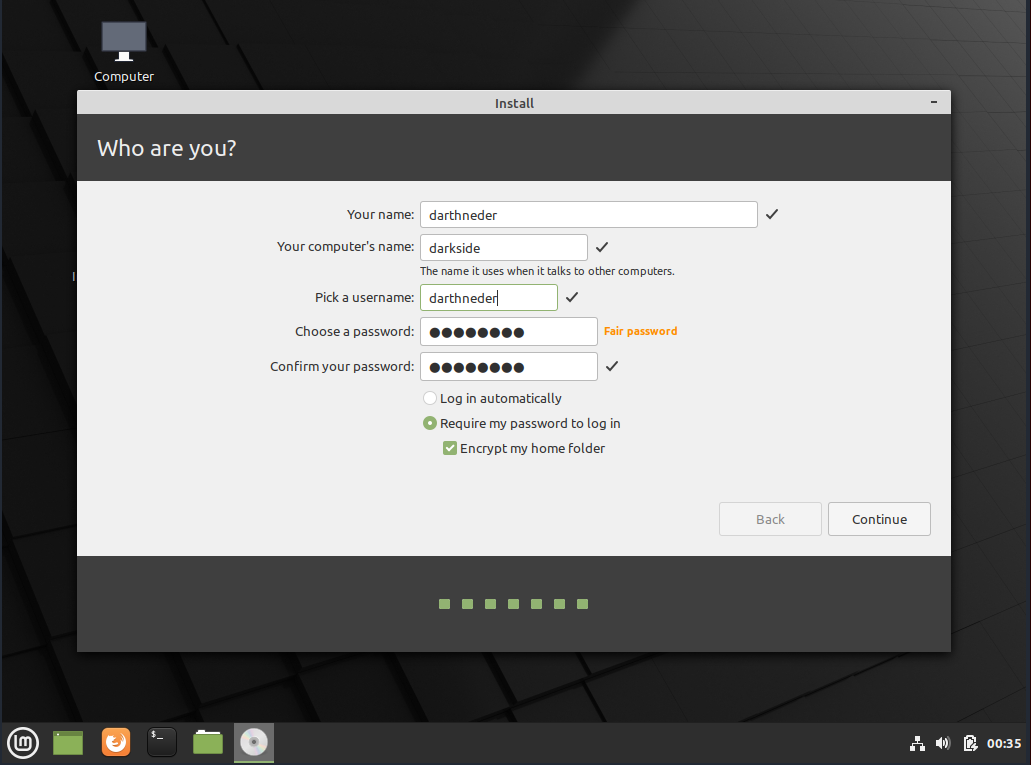 Computer
Install
Who are you?
Your name: darthneder
Your computer's name: darkside
The name it uses when it talks to other computers.
Pick a username: darthneder
Choose a password: ●●●●●●●● Fair password
Confirm your password: ●●●●●●●●
Log in automatically
Require my password to log in
Encrypt my home folder
Back Continue
$_ 00:35